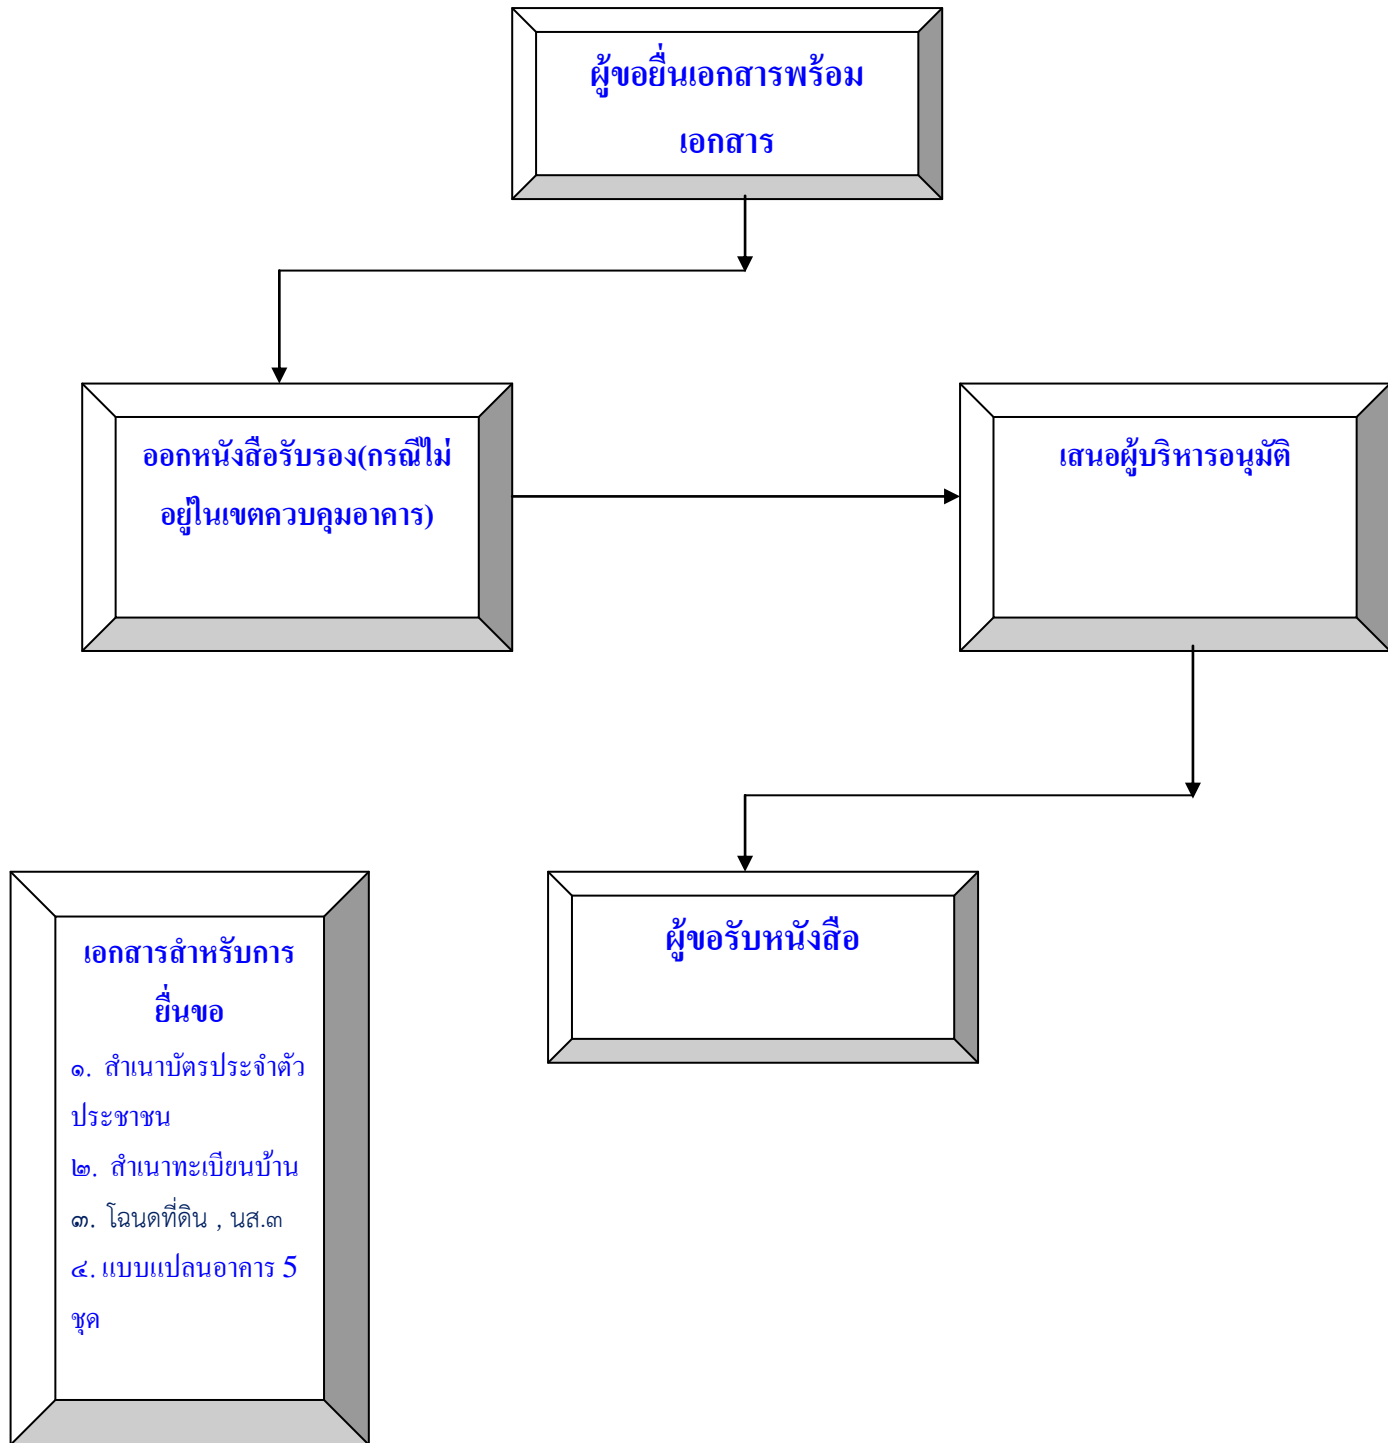 ผู้ขอยื่นเอกสารพร้อม
เอกสาร
ออกหนังสือรับรอง(กรณีไม่
อยู่ในเขตควบคุมอาคาร)
เสนอผู้บริหารอนุมัติ
ผู้ขอรับหนังสือ
เอกสารสำหรับการ
ยื่นขอ
๑. สำเนาบัตรประจำตัว
ประชาชน
๒. สำเนาทะเบียนบ้าน
๓. โฉนดที่ดิน , นส.๓
๔. แบบแปลนอาคาร 5
ชุด